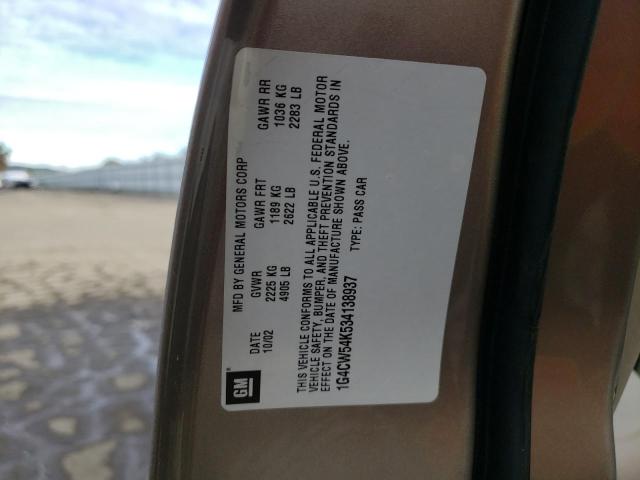 MFD BY GENERAL MOTORS CORP
DATE GVWR GAWR FRT GAWR RR
10/02 2225 KG 1189 KG 1036 KG
4905 LB 2622 LB 2283 LB
GM
THIS VEHICLE CONFORMS TO ALL APPLICABLE U.S. FEDERAL MOTOR
VEHICLE SAFETY, BUMPER, AND THEFT PREVENTION STANDARDS IN
EFFECT ON THE DATE OF MANUFACTURE SHOWN ABOVE.
1G4CW54K534138937 TYPE: PASS CAR